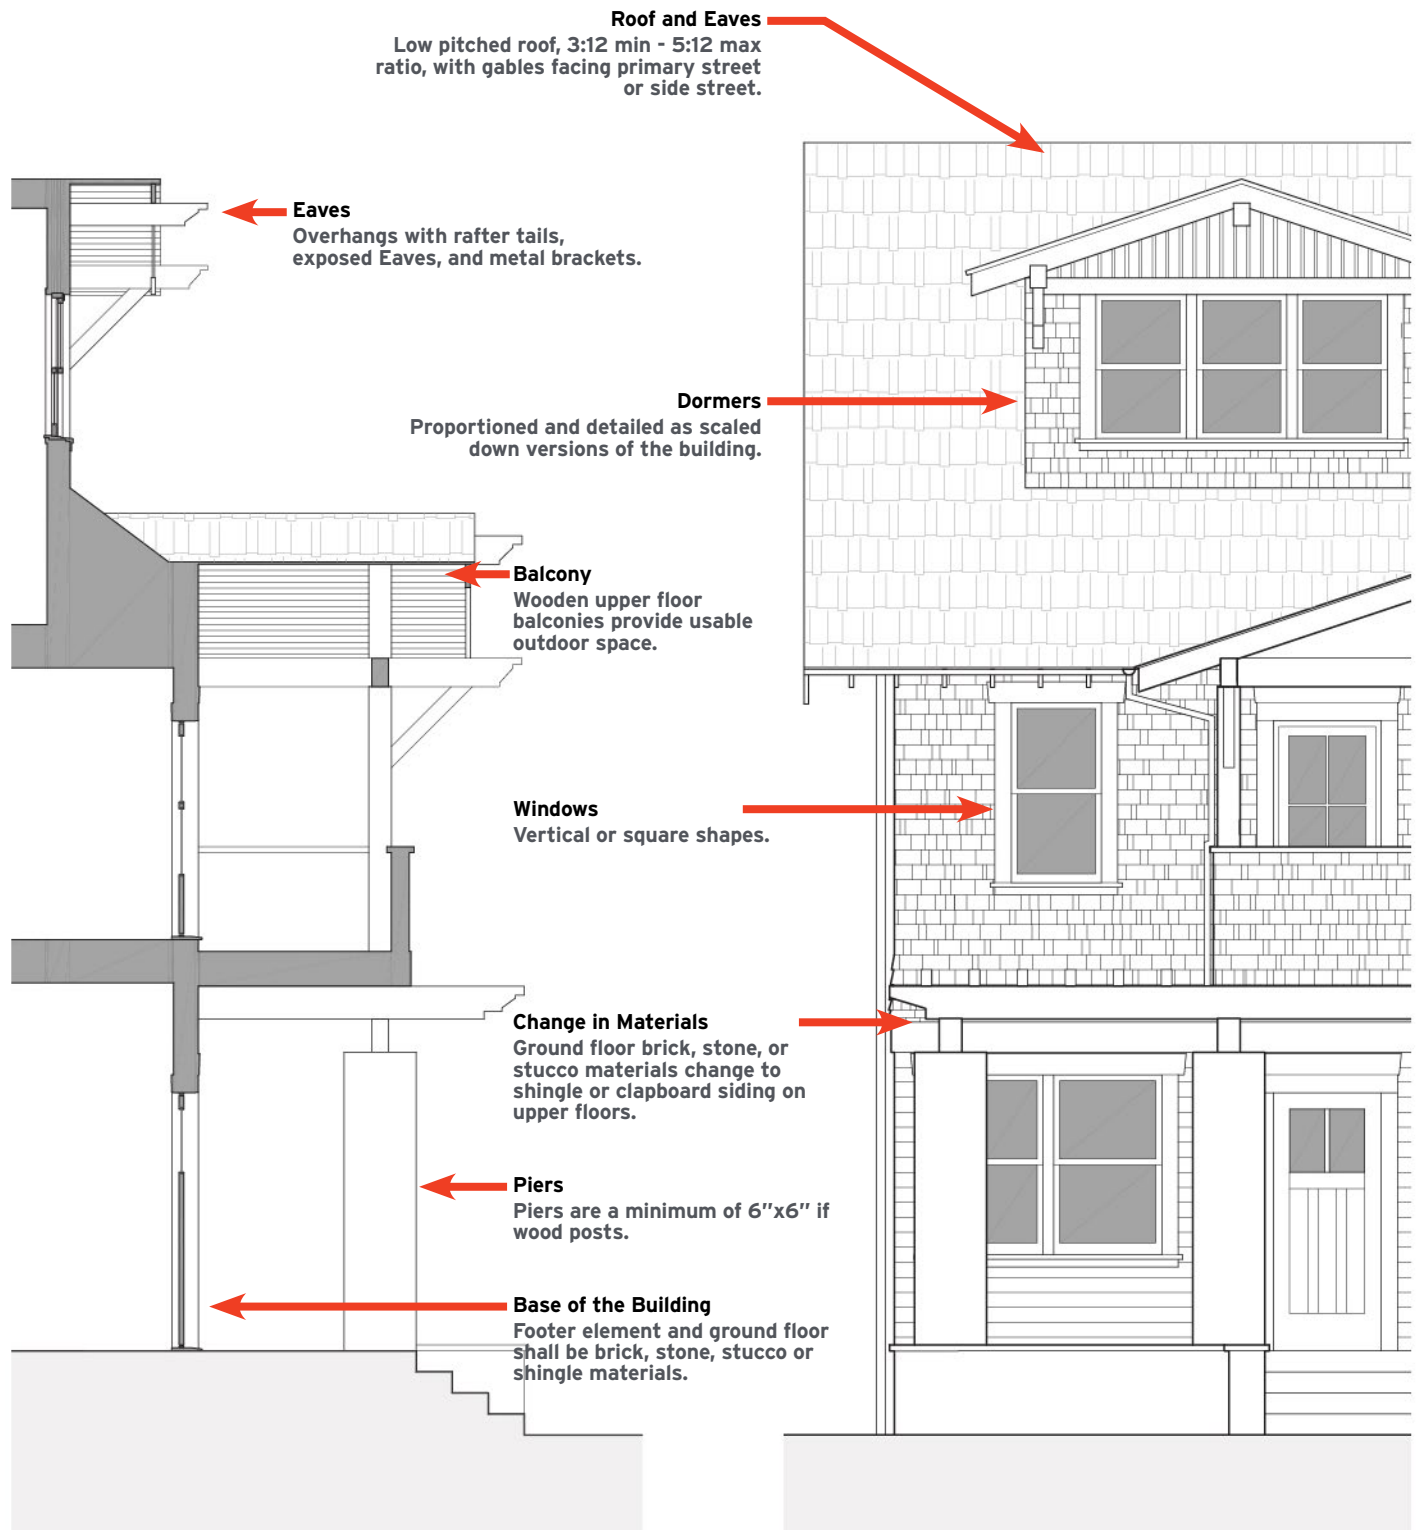 Roof and Eaves
Low pitched roof, 3:12 min - 5:12 max
ratio, with gables facing primary street
or side street.
Eaves
Overhangs with rafter tails,
exposed Eaves, and metal brackets.
Dormers
Proportioned and detailed as scaled
down versions of the building.
Balcony
Wooden upper floor
balconies provide usable
outdoor space.
Windows
Vertical or square shapes.
Change in Materials
Ground floor brick, stone, or
stucco materials change to
shingle or clapboard siding on
upper floors.
Piers
Piers are a minimum of 6"x6" if
wood posts.
Base of the Building
Footer element and ground floor
shall be brick, stone, stucco or
shingle materials.